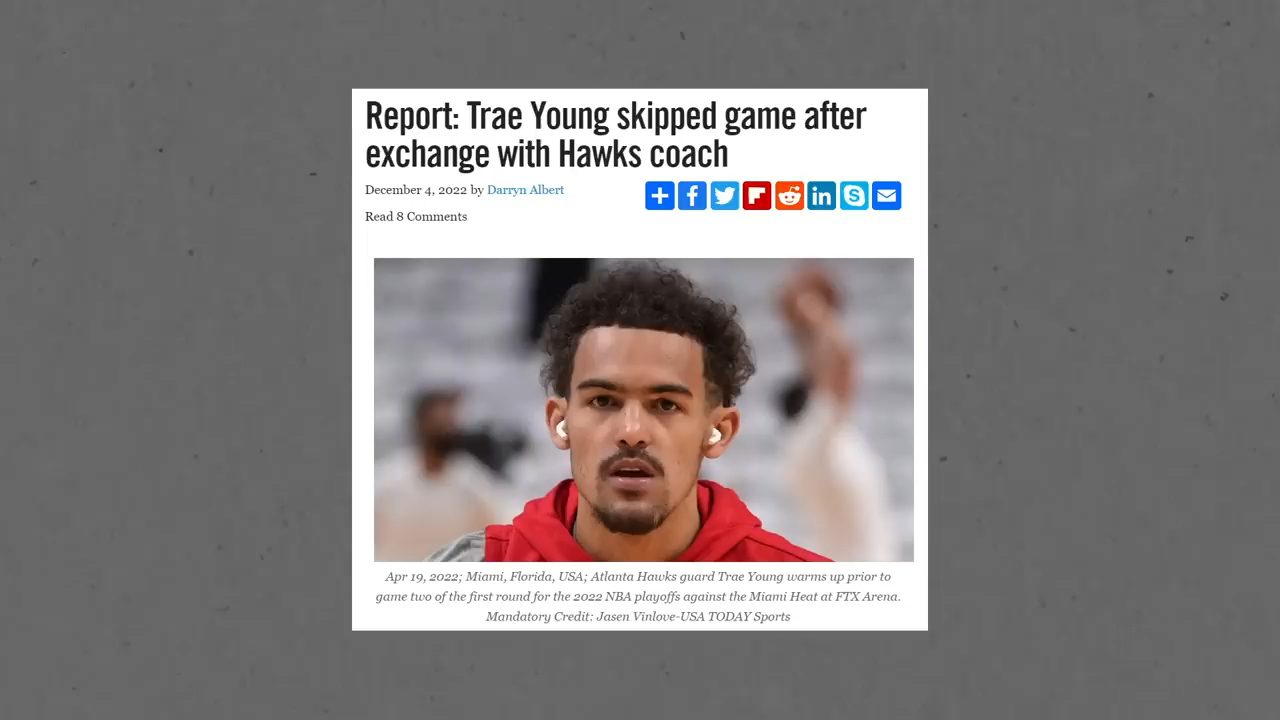 Report: Trae Young skipped game after
exchange with Hawks coach
December 4, 2022 by Darryn Albert
Read 8 Comments
Apr 19, 2022; Miami, Florida, USA; Atlanta Hawks guard Trae Young warms up prior to
game two of the first round for the 2022 NBA playoffs against the Miami Heat at FTX Arena.
Mandatory Credit: Jasen Vinlove-USA TODAY Sports